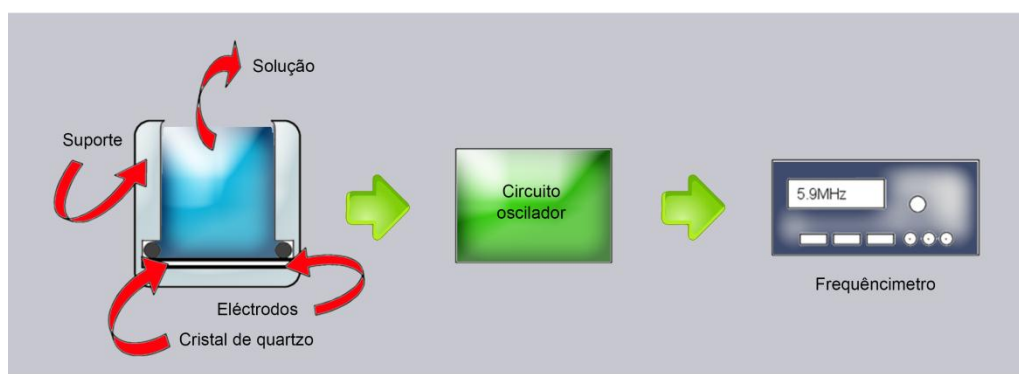 Solução
Suporte
Eléctrodos
Cristal de quartzo
Circuito
oscilador
5.9MHz
Frequêncimetro